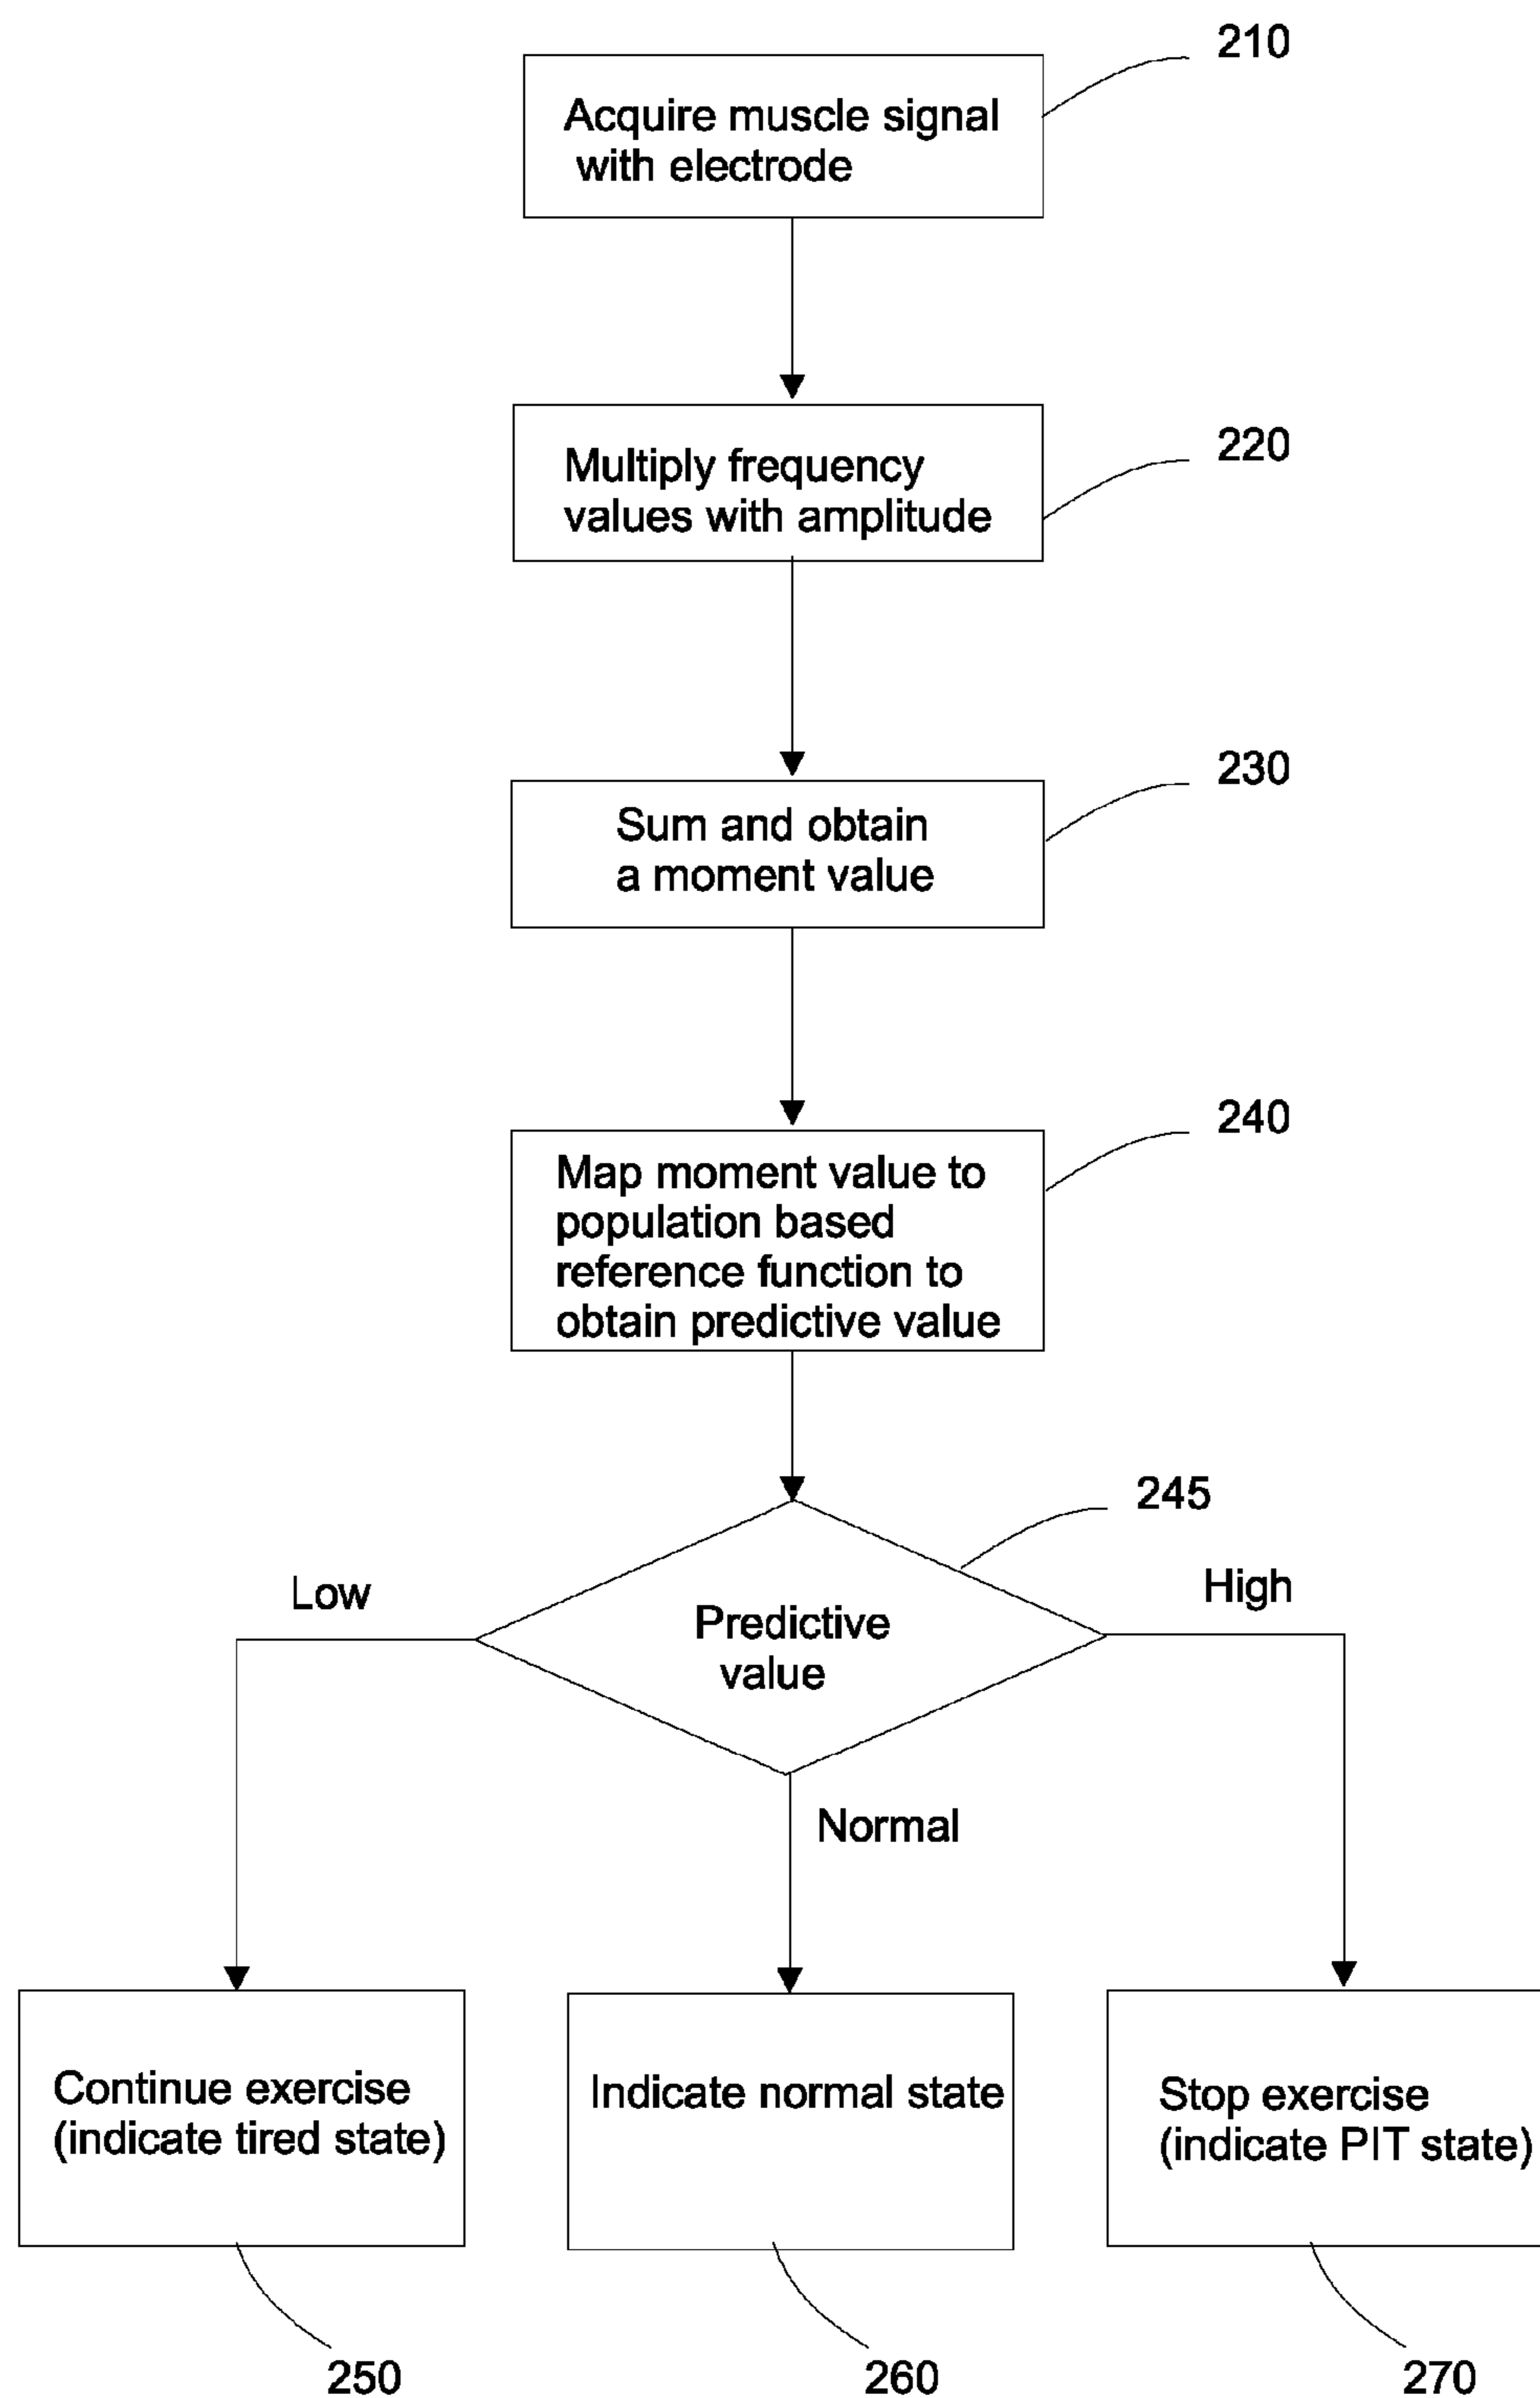 210
Acquire muscle signal
with electrode
220
Multiply frequency
values with amplitude
230
Sum and obtain
a moment value
240
Map moment value to
population based
reference function to
obtain predictive value
245
Low
High
Predictive
value
Normal
Continue exercise
(indicate tired state)
Indicate normal state
Stop exercise
(indicate PIT state)
250
260
270